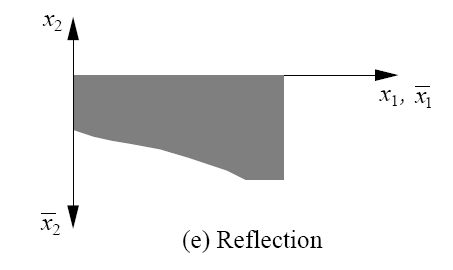 x₂
x₁, x̅₁
x̅₂
(e) Reflection